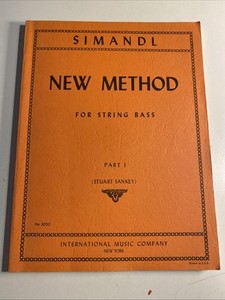 SIMANDL
NEW METHOD
FOR STRING BASS
PART I
(STUART SANKEY)
INTERNATIONAL MUSIC COMPANY
NEW YORK